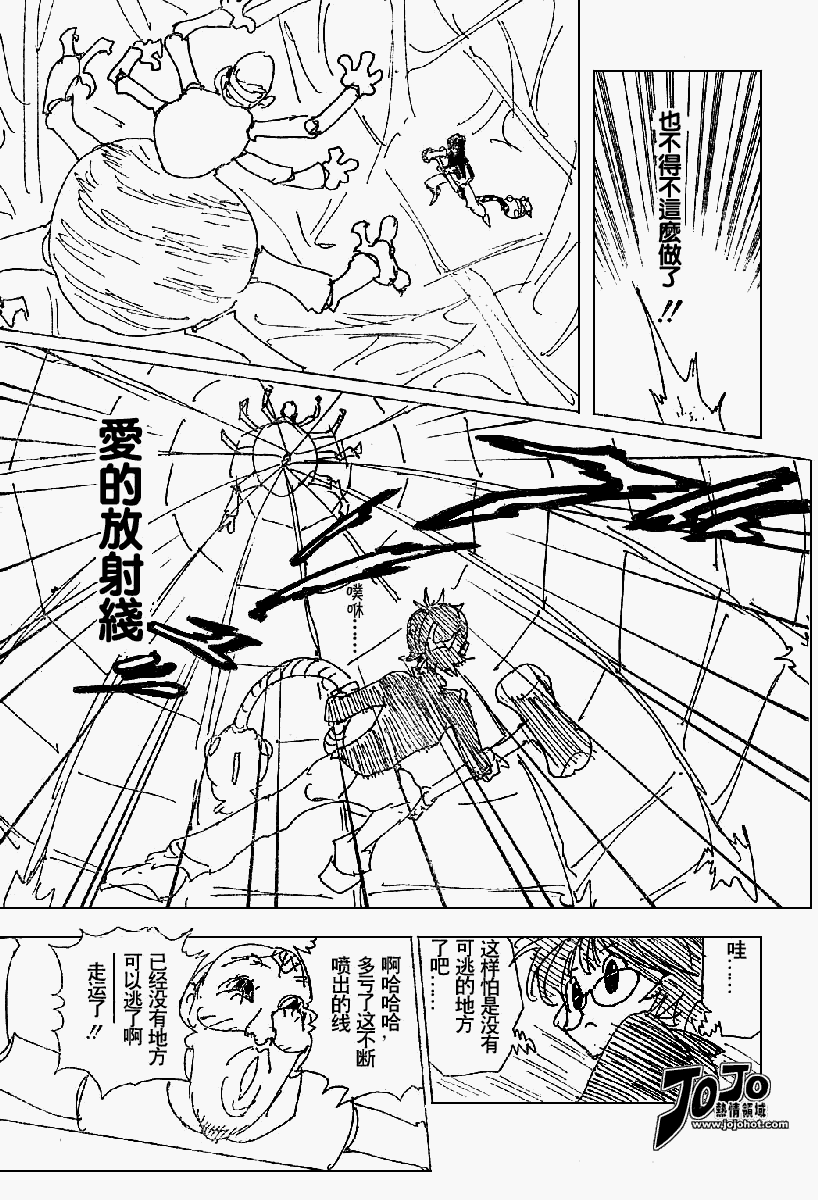 也不得不這麼做了!!
愛的放射綫
噗咻……
哇……
这样怕是没有
可逃的地方
了吧……
啊哈哈哈,
多亏了这不断
喷出的线
已经没有地方
可以逃了啊
走运了!!
JOJO
熱情領域
www.jojohot.com